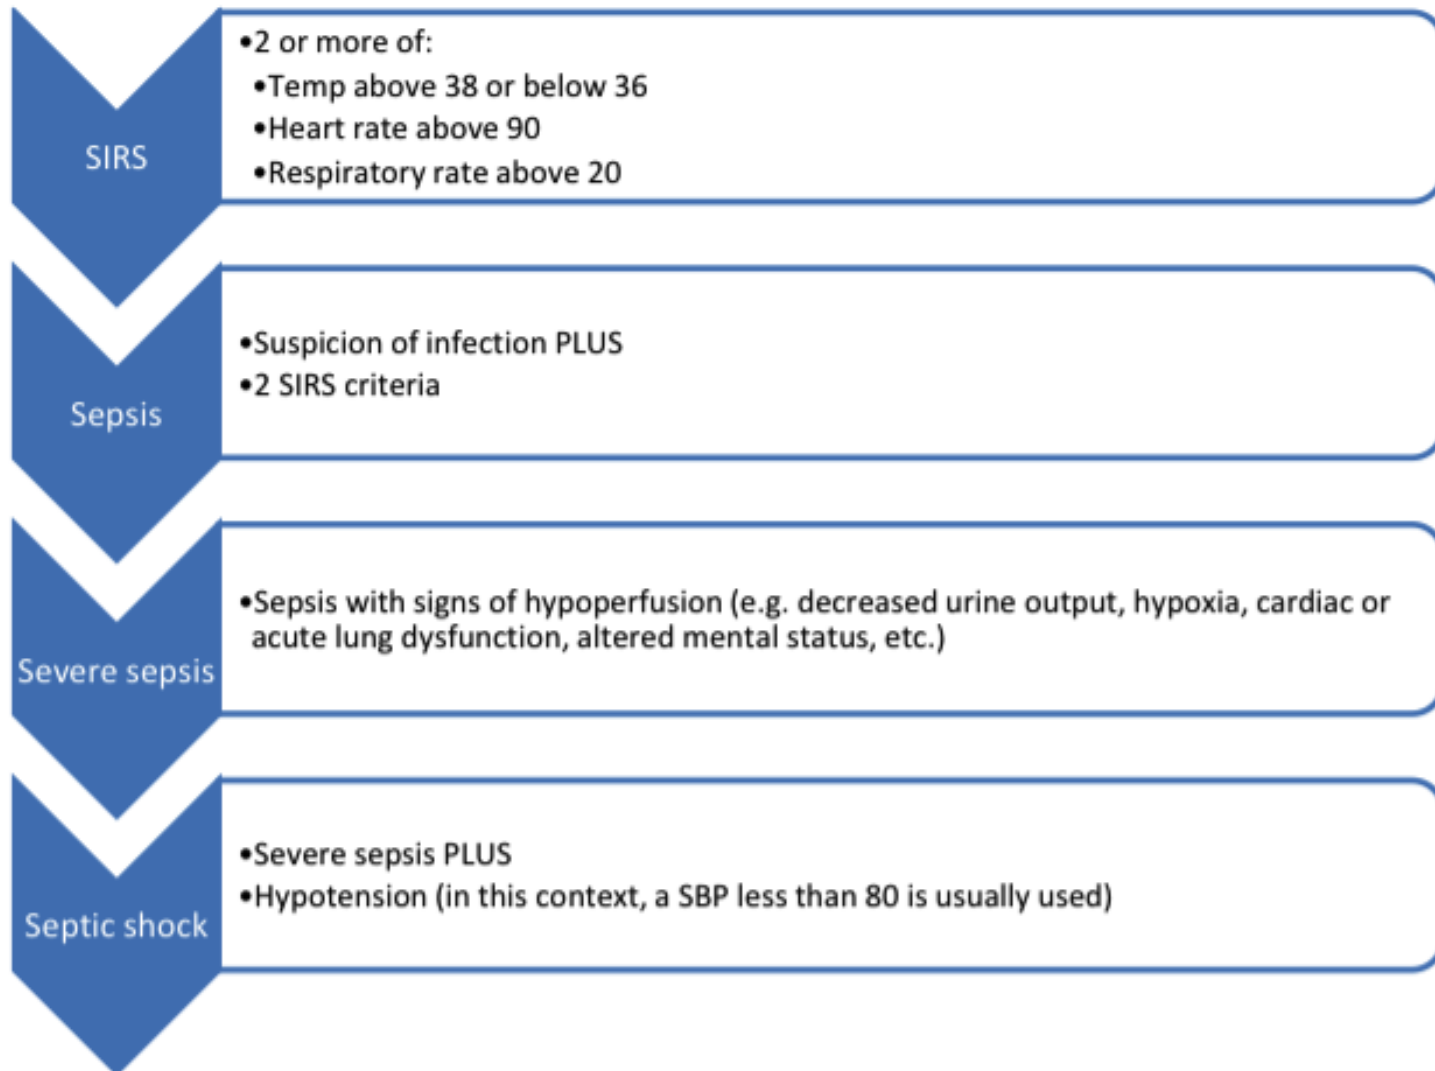 SIRS
•2 or more of:
•Temp above 38 or below 36
•Heart rate above 90
•Respiratory rate above 20
Sepsis
•Suspicion of infection PLUS
•2 SIRS criteria
Severe sepsis
•Sepsis with signs of hypoperfusion (e.g. decreased urine output, hypoxia, cardiac or
acute lung dysfunction, altered mental status, etc.)
Septic shock
•Severe sepsis PLUS
•Hypotension (in this context, a SBP less than 80 is usually used)